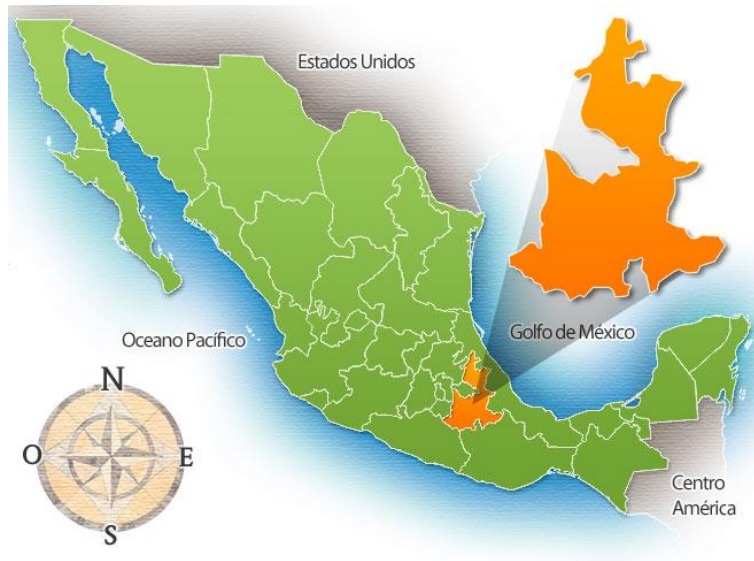 Estados Unidos
Golfo de México
Oceano Pacífico
N
O
E
S
Centro
América